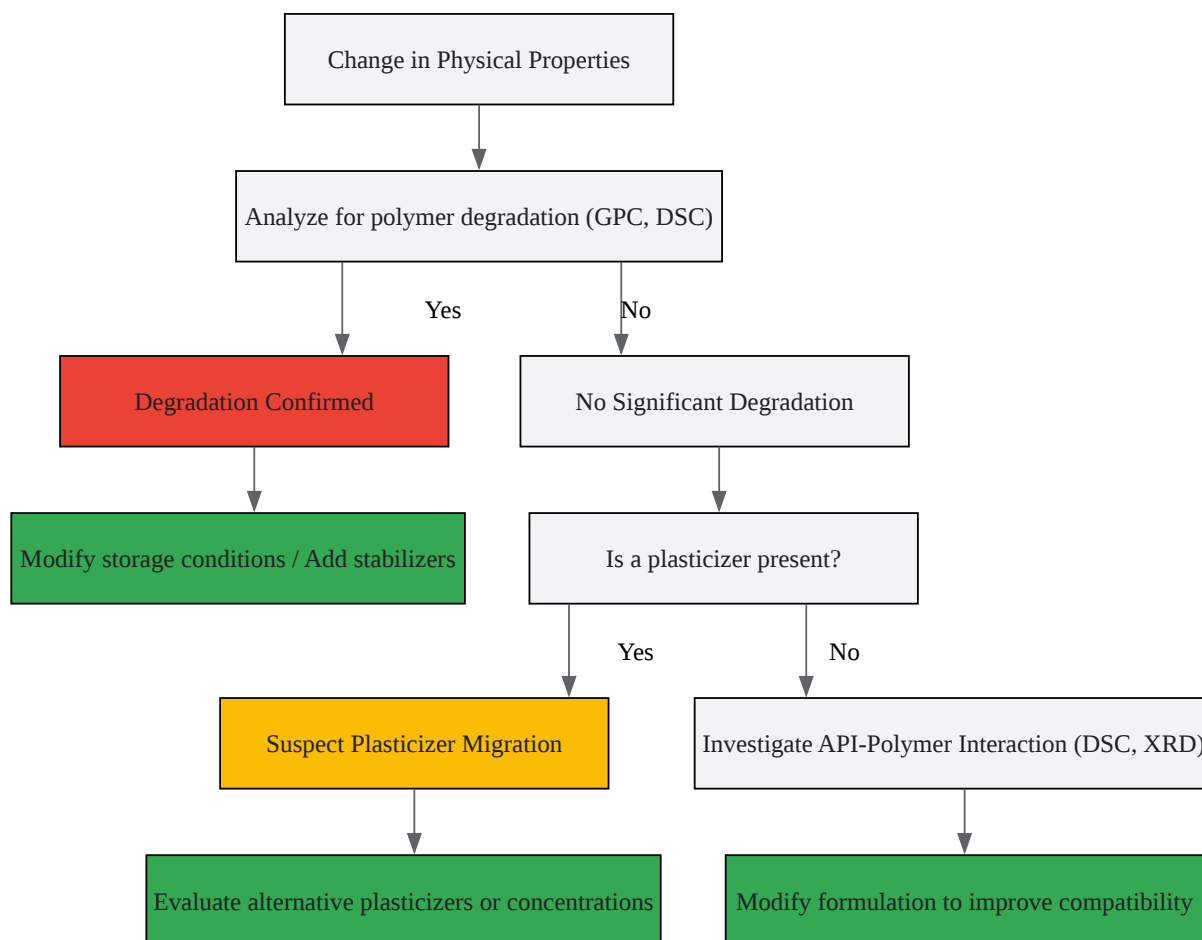 Change in Physical Properties
Analyze for polymer degradation (GPC, DSC)
Yes
No
Degradation Confirmed
No Significant Degradation
Modify storage conditions / Add stabilizers
Is a plasticizer present?
Yes
No
Suspect Plasticizer Migration
Investigate API-Polymer Interaction (DSC, XRD)
Evaluate alternative plasticizers or concentrations
Modify formulation to improve compatibility